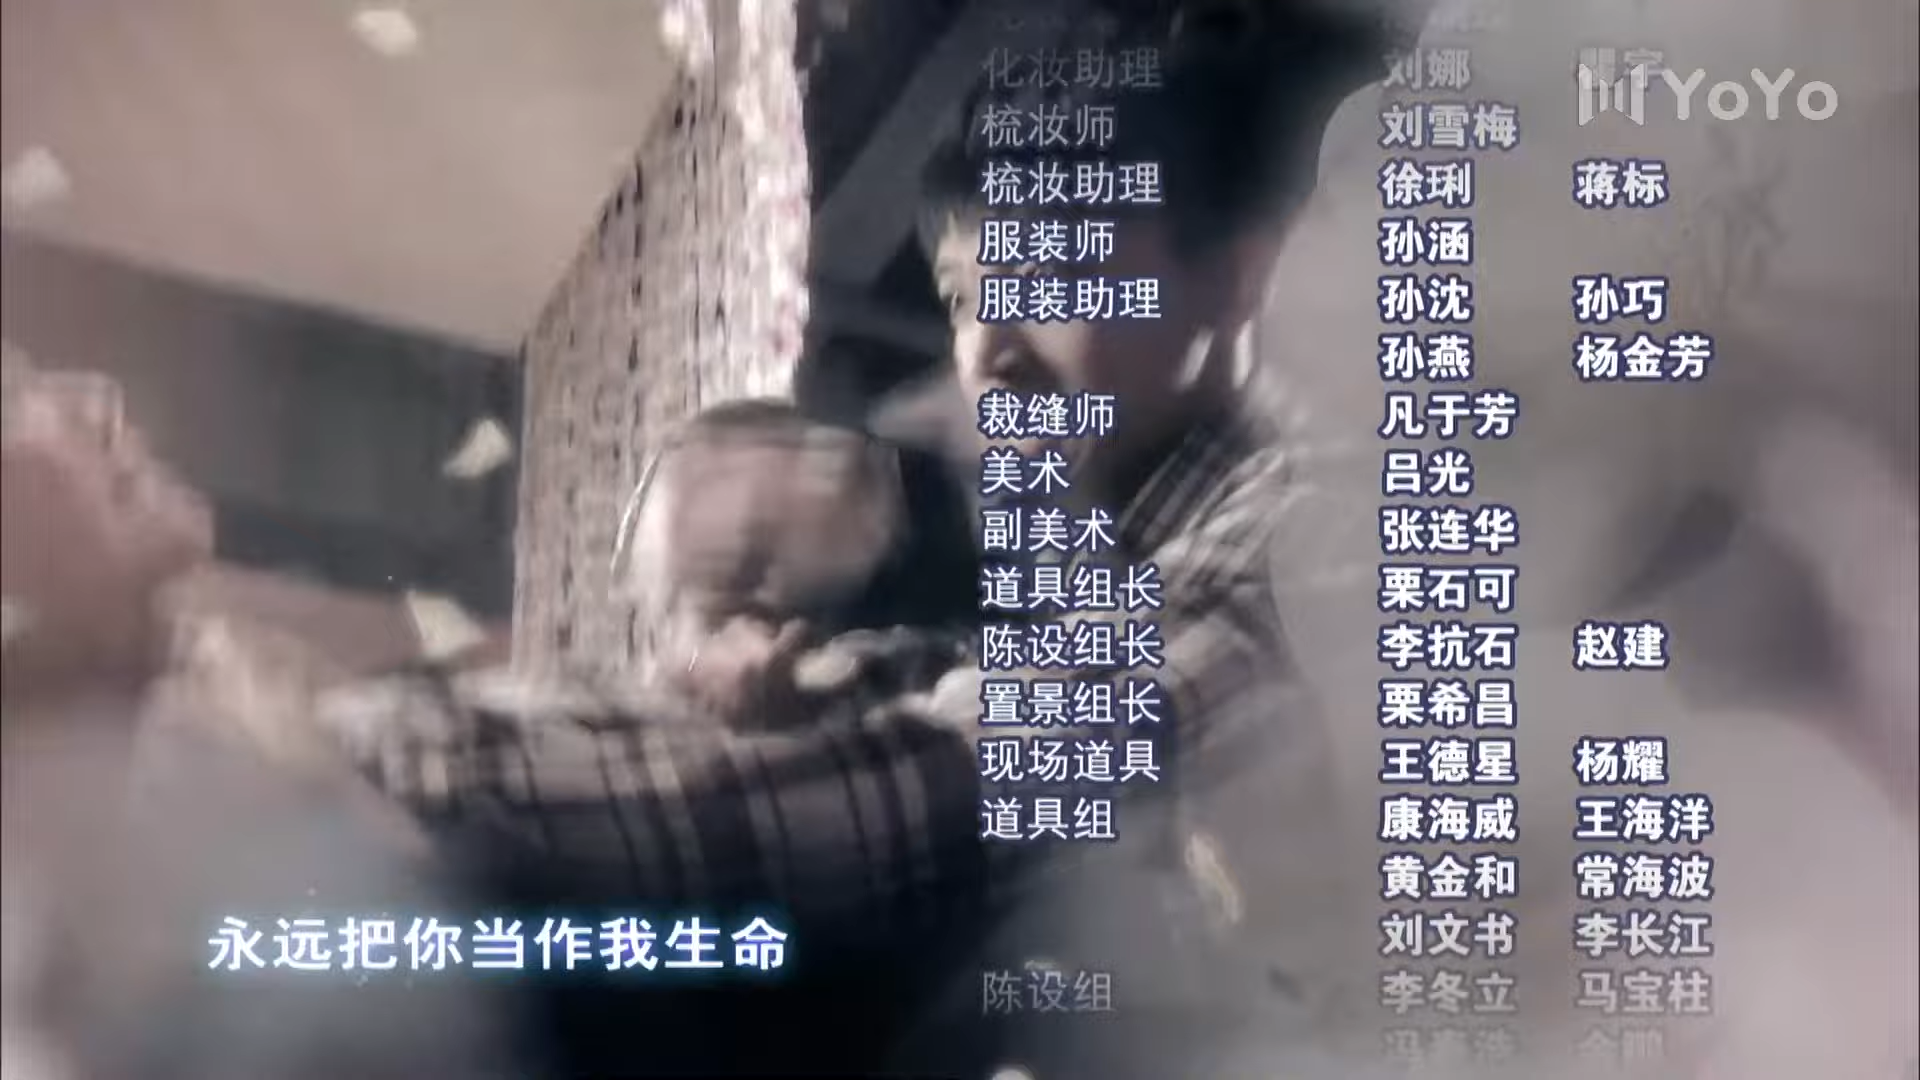 化妆助理 刘娜
YoYo
梳妆师 刘雪梅
梳妆助理 徐琍 蒋标
服装师 孙涵
服装助理 孙沈 孙巧
孙燕 杨金芳
裁缝师 凡于芳
美术 吕光
副美术 张连华
道具组长 栗石可
陈设组长 李抗石 赵建
置景组长 栗希昌
现场道具 王德星 杨耀
道具组 康海威 王海洋
黄金和 常海波
刘文书 李长江
永远把你当作我生命
陈设组 李冬立 马宝柱